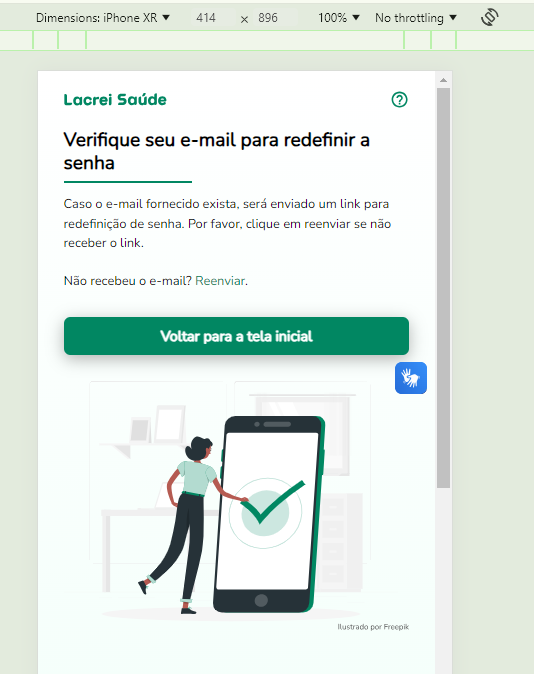 Dimensions: iPhone XR ▼ 414 × 896 100% ▼ No throttling ▼
Lacrei Saúde
Verifique seu e-mail para redefinir a
senha
Caso o e-mail fornecido exista, será enviado um link para
redefinição de senha. Por favor, clique em reenviar se não
receber o link.
Não recebeu o e-mail? Reenviar.
Voltar para a tela inicial
Ilustrado por Freepik